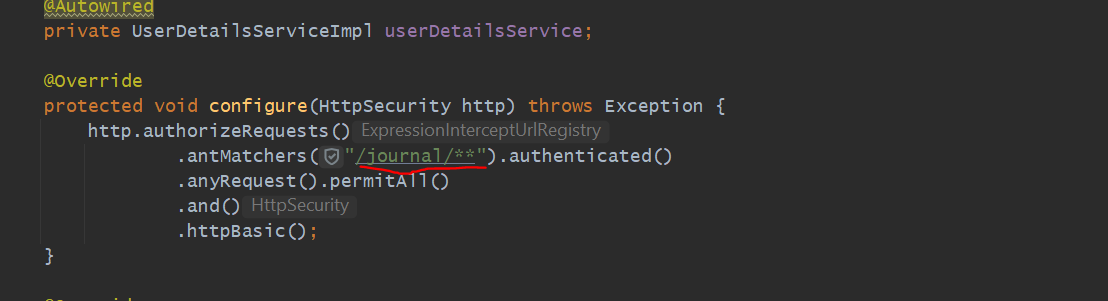 @Autowired
private UserDetailsServiceImpl userDetailsService;
@Override
protected void configure(HttpSecurity http) throws Exception {
http.authorizeRequests() ExpressionInterceptUrlRegistry
.antMatchers("/journal/**").authenticated()
.anyRequest().permitAll()
.and() HttpSecurity
.httpBasic();
}